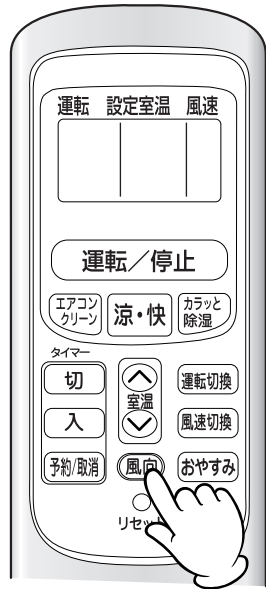 運転 設定室温 風速
運転／停止
エアコン
クリーン
涼・快
カラッと
除湿
タイマー
切
入
予約/取消
室温
運転切換
風速切換
風向
おやすみ
リセット